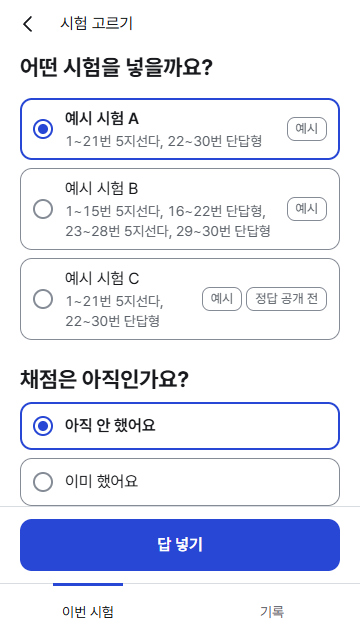 시험 고르기
어떤 시험을 넣을까요?
예시 시험 A
1~21번 5지선다, 22~30번 단답형
예시
예시 시험 B
1~15번 5지선다, 16~22번 단답형,
23~28번 5지선다, 29~30번 단답형
예시
예시 시험 C
1~21번 5지선다,
22~30번 단답형
예시
정답 공개 전
채점은 아직인가요?
아직 안 했어요
이미 했어요
답 넣기
이번 시험
기록